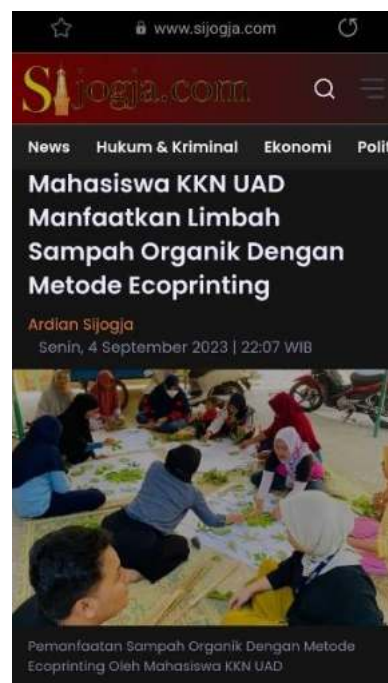 www.sijogja.com
Sijogja.com
News Hukum & Kriminal Ekonomi Polit
Mahasiswa KKN UAD
Manfaatkan Limbah
Sampah Organik Dengan
Metode Ecoprinting
Ardian Sijogja
Senin, 4 September 2023 | 22:07 WIB
Pemanfaatan Sampah Organik Dengan Metode
Ecoprinting Oleh Mahasiswa KKN UAD